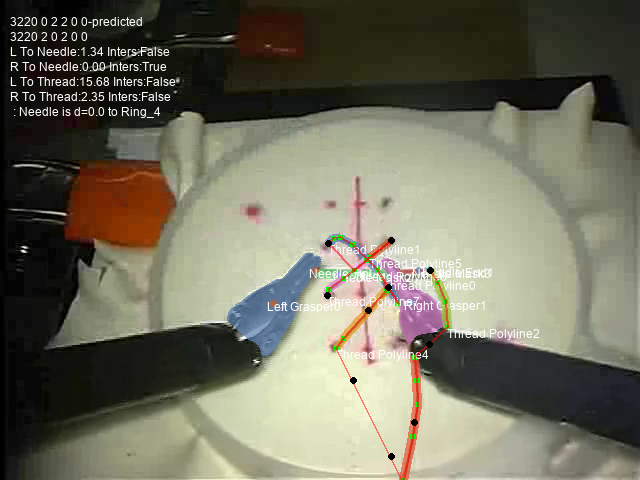 3220 0 2 2 0 0-predicted
3220 2 0 2 0 0
L To Needle:1.34 Inters:False
R To Needle:0.00 Inters:True
L To Thread:15.68 Inters:False
R To Thread:2.35 Inters:False
: Needle is d=0.0 to Ring_4
Thread Polyline1
Thread Polyline5
Thread Polyline0
Left Grasper0
Thread Polyline7
Right Grasper1
Thread Polyline2
Thread Polyline4